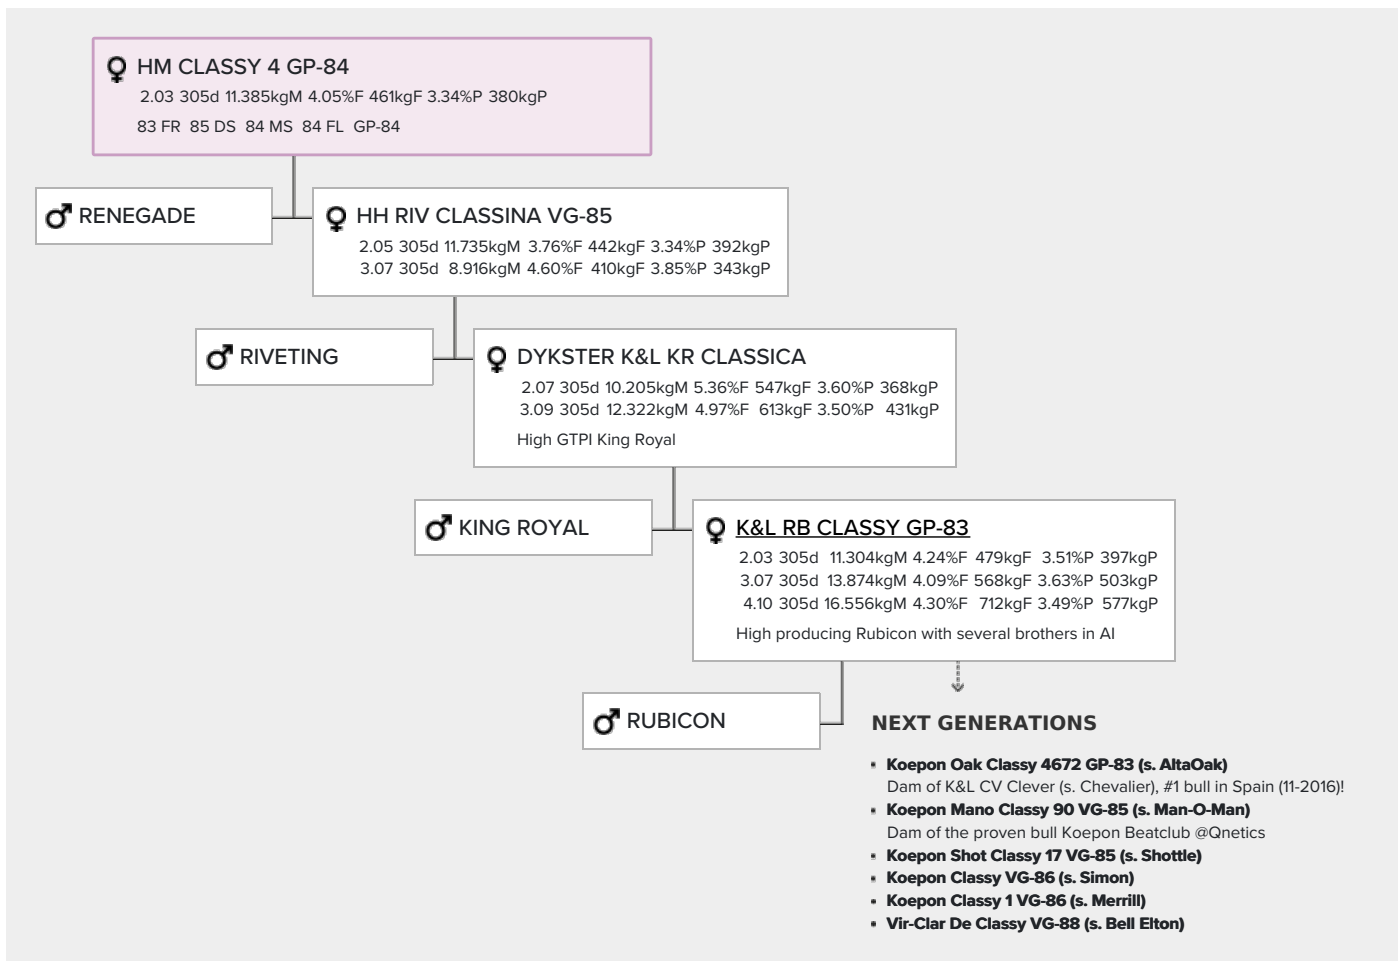 HM CLASSY 4 GP-84
2.03 305d 11.385kgM 4.05%F 461kgF 3.34%P 380kgP
83 FR 85 DS 84 MS 84 FL GP-84
RENEGADE
HH RIV CLASSINA VG-85
2.05 305d 11.735kgM 3.76%F 442kgF 3.34%P 392kgP
3.07 305d 8.916kgM 4.60%F 410kgF 3.85%P 343kgP
RIVETING
DYKSTER K&L KR CLASSICA
2.07 305d 10.205kgM 5.36%F 547kgF 3.60%P 368kgP
3.09 305d 12.322kgM 4.97%F 613kgF 3.50%P 431kgP
High GTPI King Royal
KING ROYAL
K&L RB CLASSY GP-83
2.03 305d 11.304kgM 4.24%F 479kgF 3.51%P 397kgP
3.07 305d 13.874kgM 4.09%F 568kgF 3.63%P 503kgP
4.10 305d 16.556kgM 4.30%F 712kgF 3.49%P 577kgP
High producing Rubicon with several brothers in AI
RUBICON
NEXT GENERATIONS
Koepon Oak Classy 4672 GP-83 (s. AltaOak)
Dam of K&L CV Clever (s. Chevalier), #1 bull in Spain (11-2016)!
Koepon Mano Classy 90 VG-85 (s. Man-O-Man)
Dam of the proven bull Koepon Beatclub @Qnetics
Koepon Shot Classy 17 VG-85 (s. Shottle)
Koepon Classy VG-86 (s. Simon)
Koepon Classy 1 VG-86 (s. Merrill)
Vir-Clar De Classy VG-88 (s. Bell Elton)